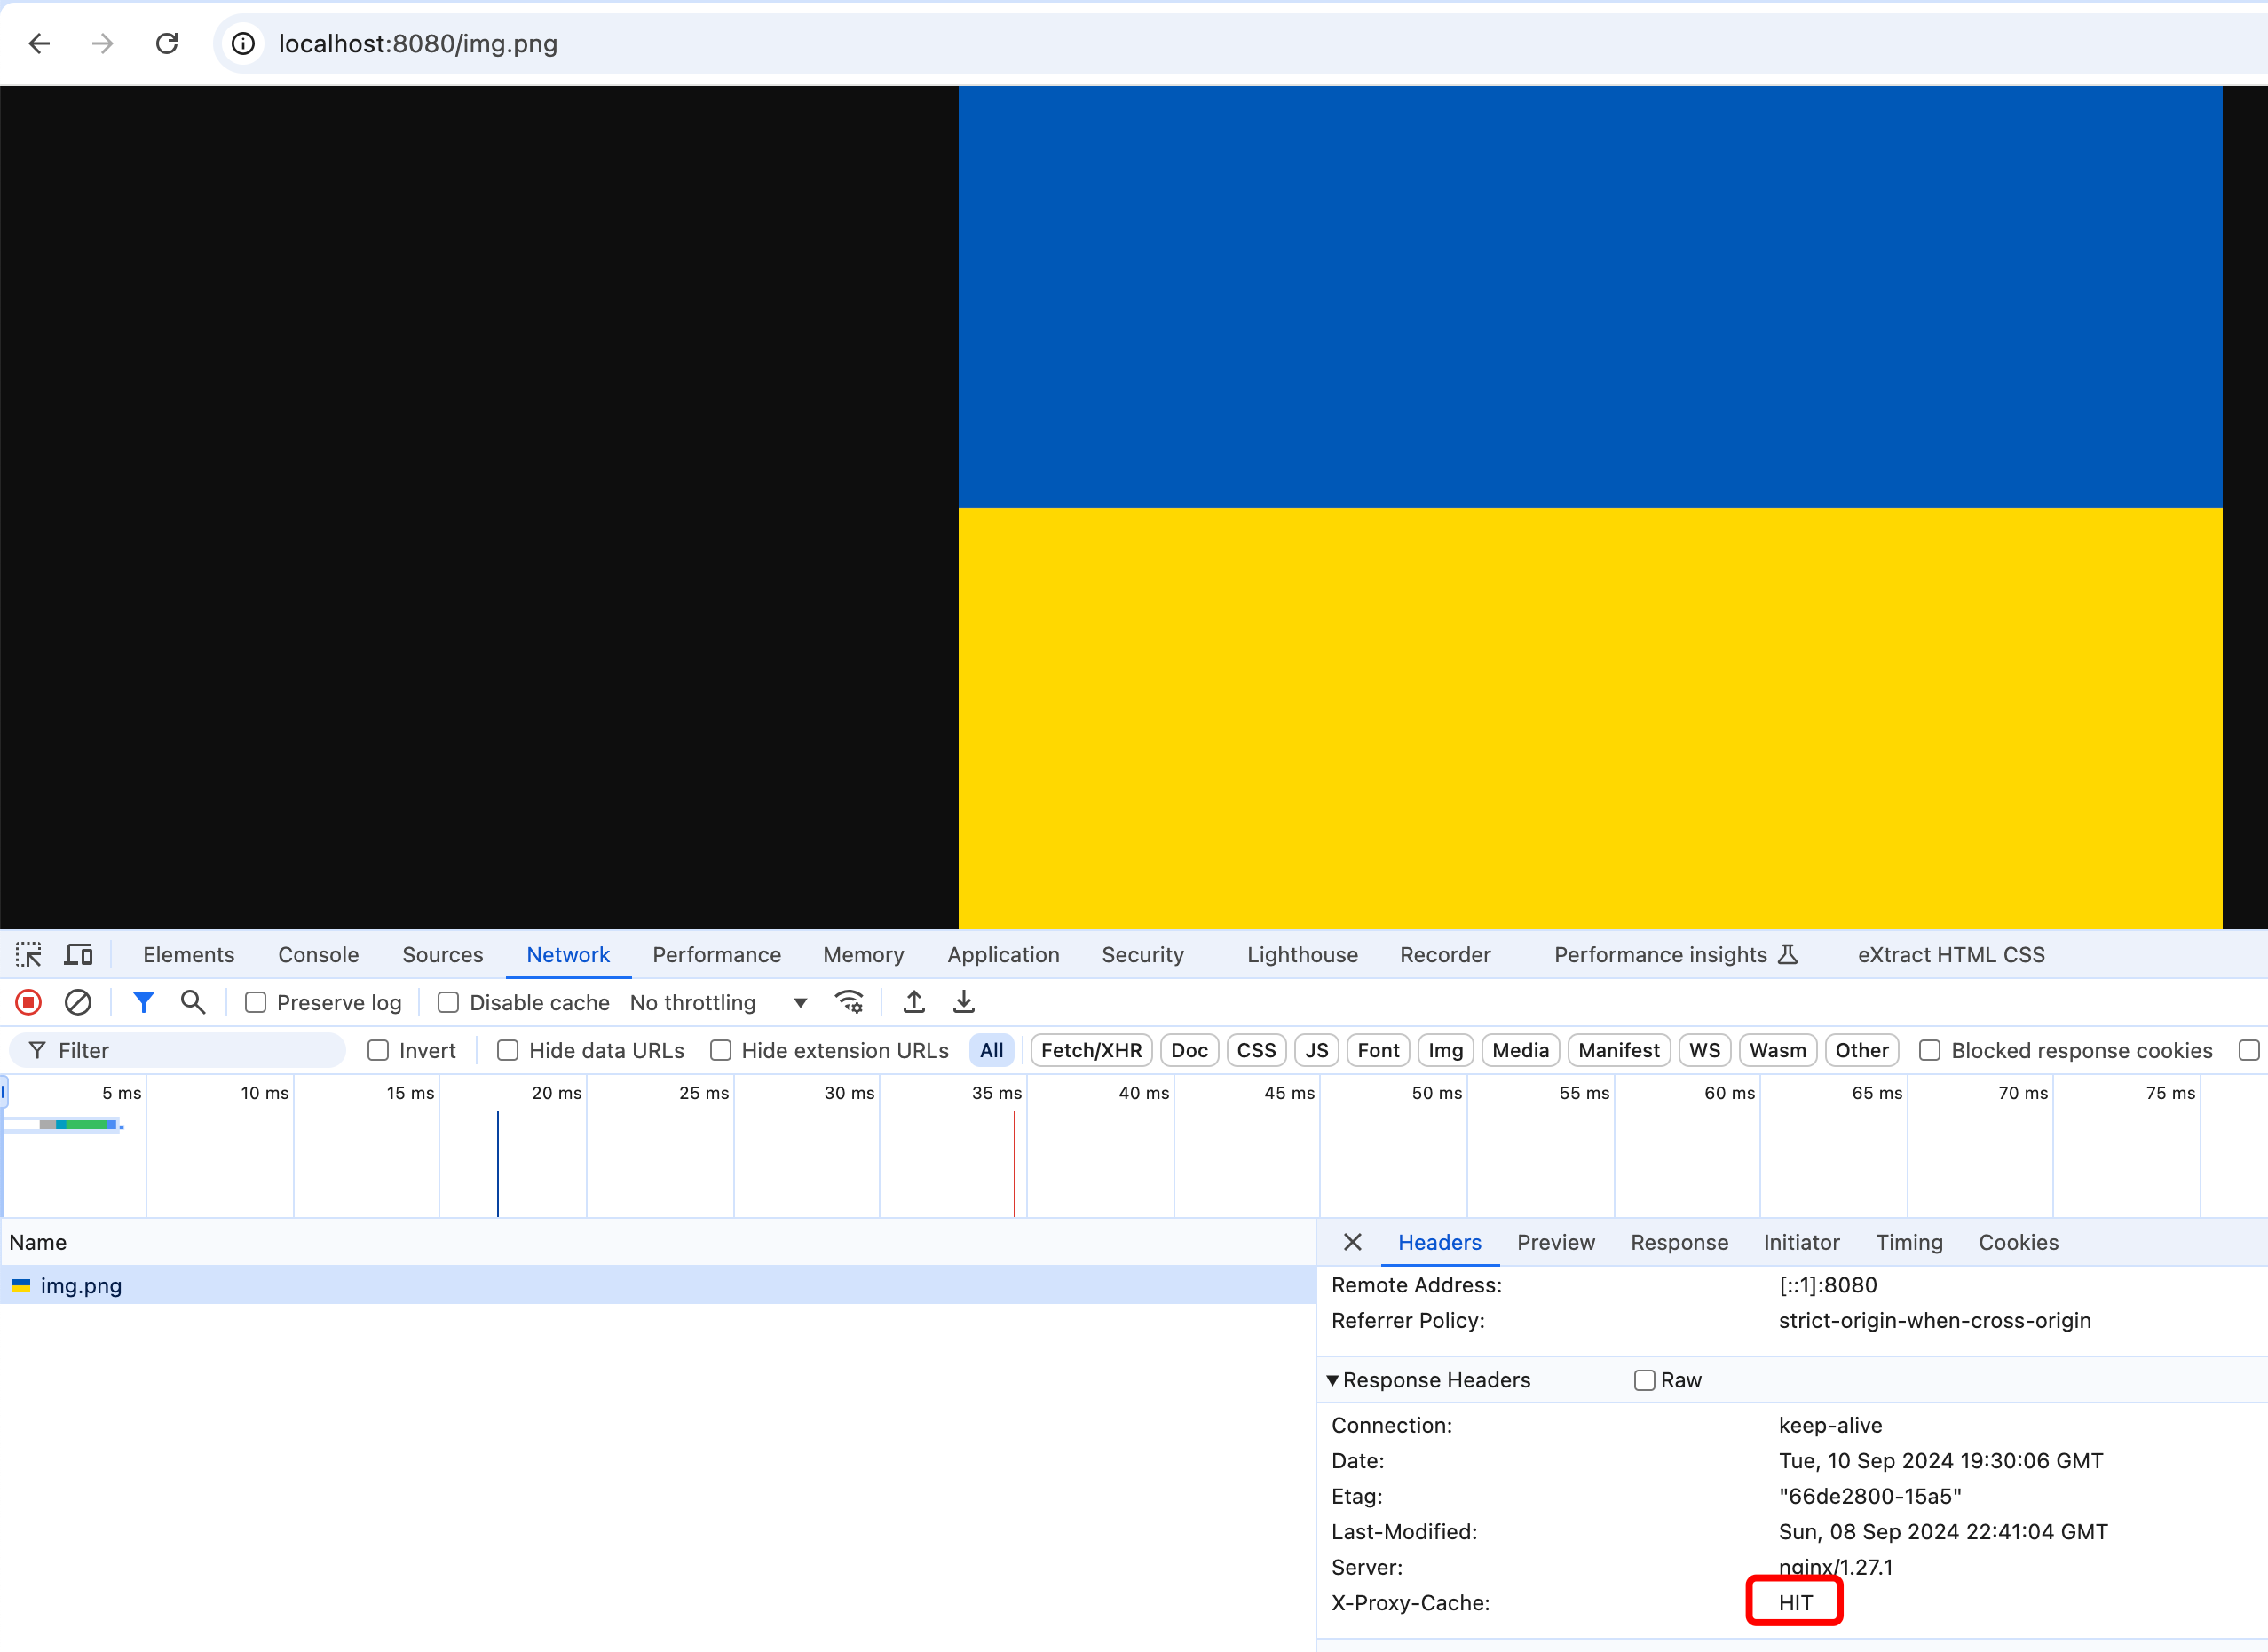 localhost:8080/img.png
Elements Console Sources Network Performance Memory Application Security Lighthouse Recorder Performance insights eXtract HTML CSS
Preserve log Disable cache No throttling
Filter Invert Hide data URLs Hide extension URLs All Fetch/XHR Doc CSS JS Font Img Media Manifest WS Wasm Other Blocked response cookies
5 ms 10 ms 15 ms 20 ms 25 ms 30 ms 35 ms 40 ms 45 ms 50 ms 55 ms 60 ms 65 ms 70 ms 75 ms
Name
img.png
Headers Preview Response Initiator Timing Cookies
Remote Address: [::1]:8080
Referrer Policy: strict-origin-when-cross-origin
Response Headers Raw
Connection: keep-alive
Date: Tue, 10 Sep 2024 19:30:06 GMT
Etag: "66de2800-15a5"
Last-Modified: Sun, 08 Sep 2024 22:41:04 GMT
Server: nginx/1.27.1
X-Proxy-Cache: HIT